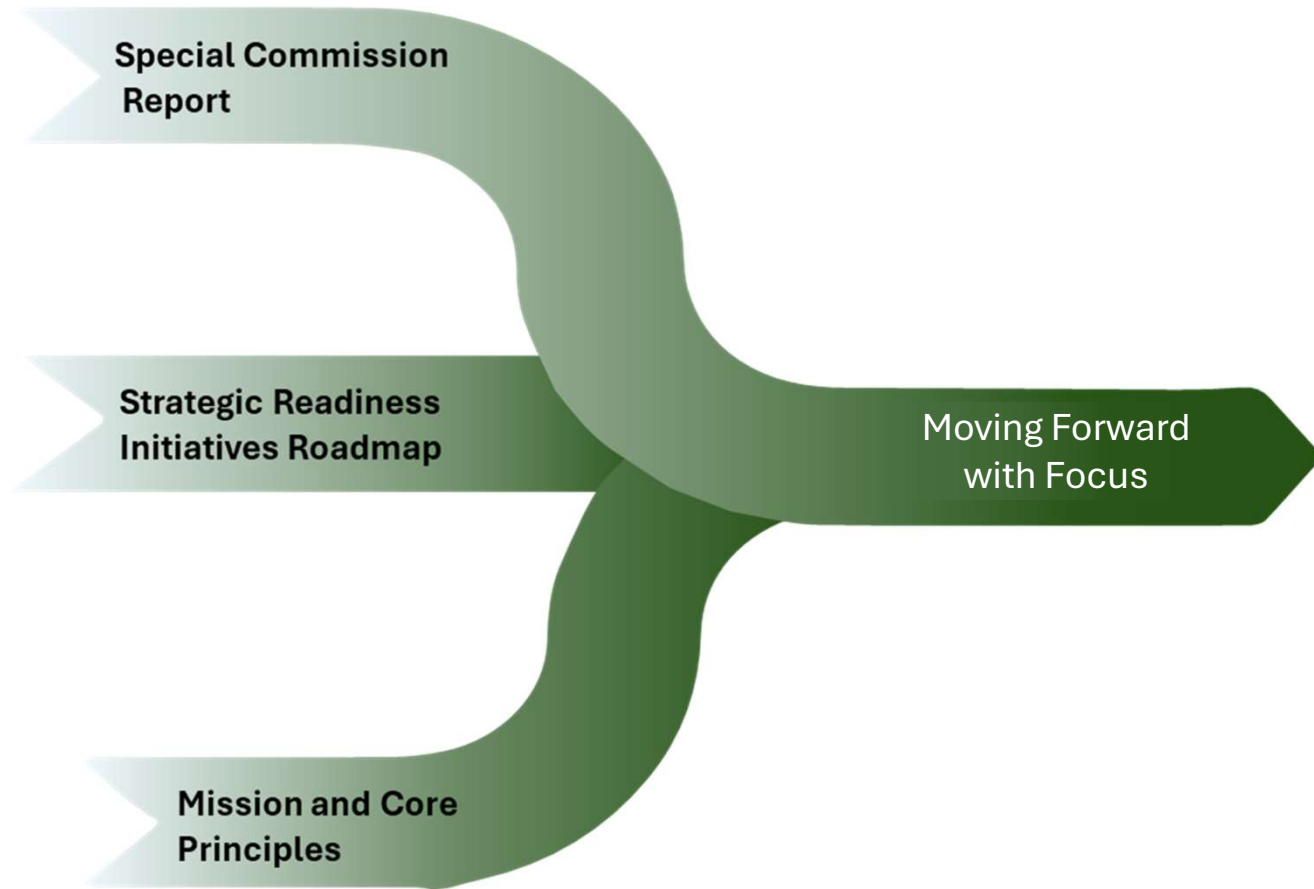 Special Commission
Report
Strategic Readiness
Initiatives Roadmap
Moving Forward
with Focus
Mission and Core
Principles